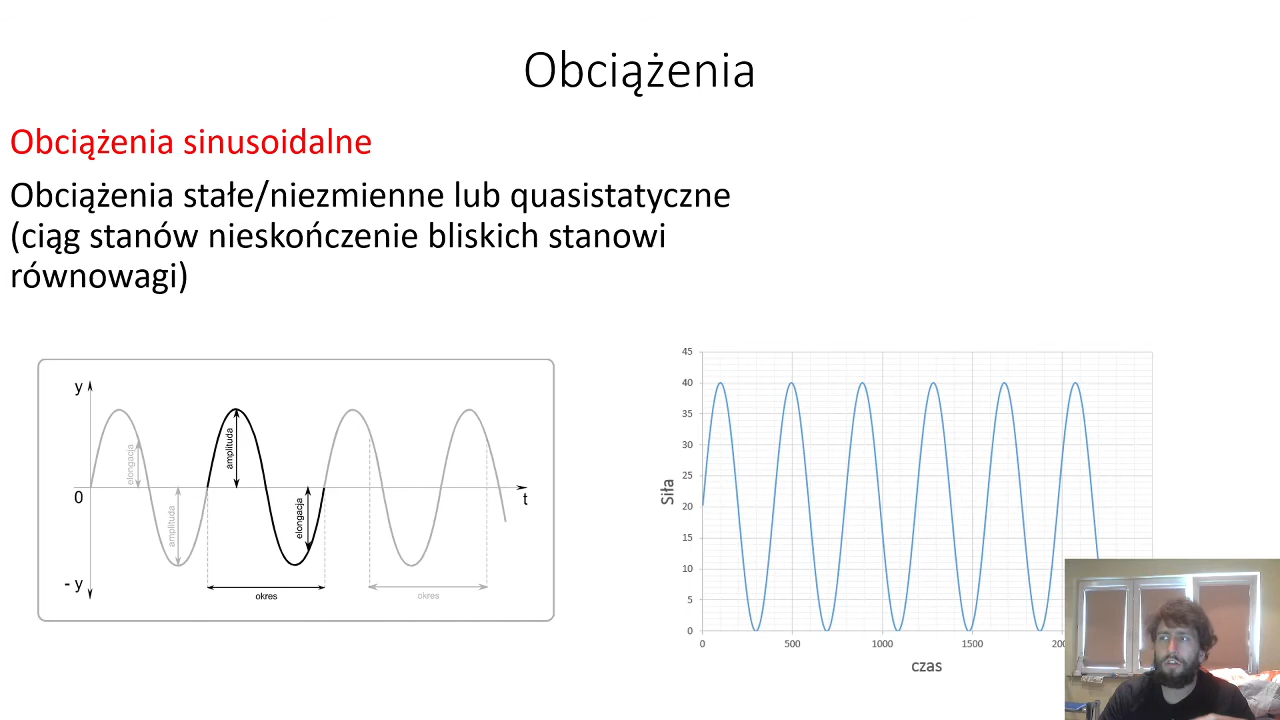 Obciążenia
Obciążenia sinusoidalne
Obciążenia stałe/niezmienne lub quasistatyczne
(ciąg stanów nieskończenie bliskich stanowi
równowagi)
y
0
- y
t
elongacja
amplituda
amplituda
elongacja
okres
okres
45
40
35
30
25
20
15
10
5
0
Siła
0 500 1000 1500
czas